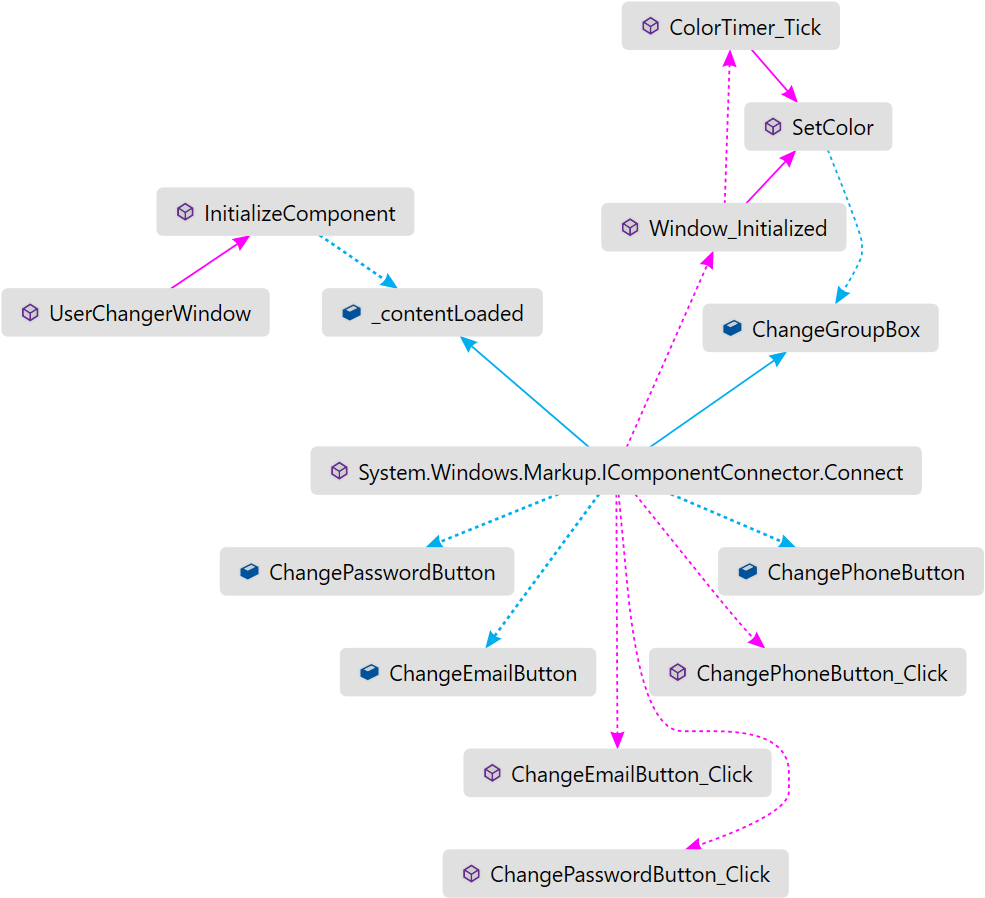 ColorTimer_Tick
SetColor
InitializeComponent
Window_Initialized
UserChangerWindow
_contentLoaded
ChangeGroupBox
System.Windows.Markup.IComponentConnector.Connect
ChangePasswordButton
ChangePhoneButton
ChangeEmailButton
ChangePhoneButton_Click
ChangeEmailButton_Click
ChangePasswordButton_Click